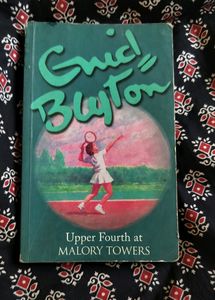 Enid
Blyton
Upper Fourth at
MALORY TOWERS